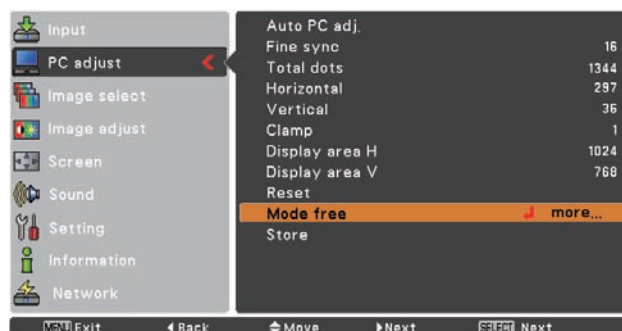 Input
PC adjust
Image select
Image adjust
Screen
Sound
Setting
Information
Network
Auto PC adj.
Fine sync 16
Total dots 1344
Horizontal 297
Vertical 36
Clamp 1
Display area H 1024
Display area V 768
Reset
Mode free more...
Store
MENU Exit Back Move Next SELECT Next